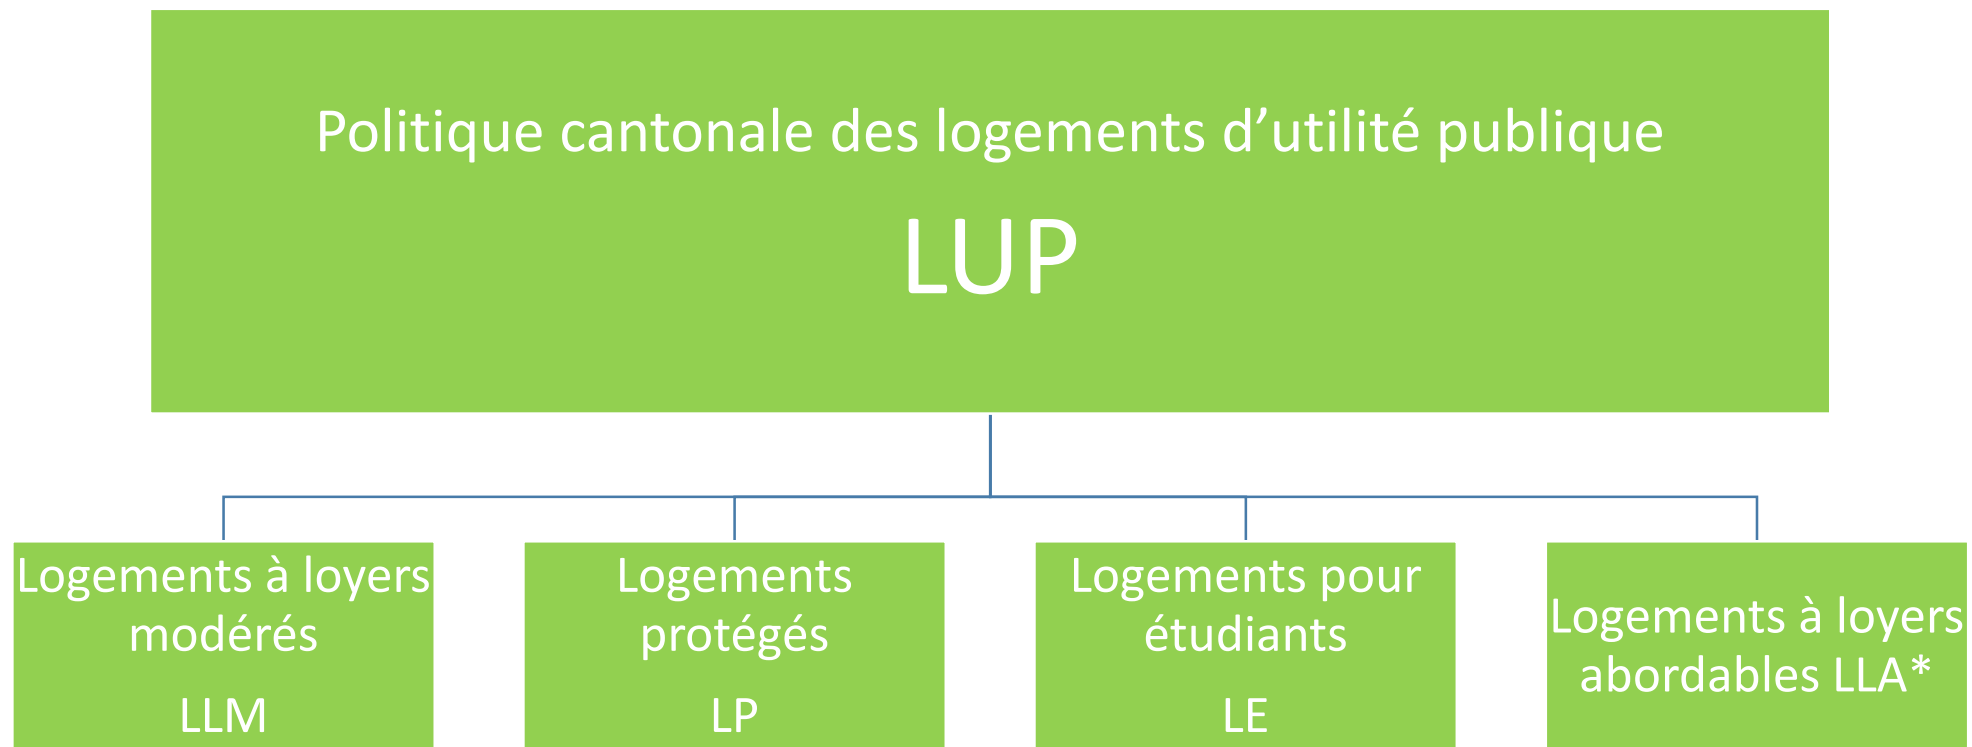 Politique cantonale des logements d’utilité publique
LUP
Logements à loyers
modérés
LLM
Logements
protégés
LP
Logements pour
étudiants
LE
Logements à loyers
abordables LLA*